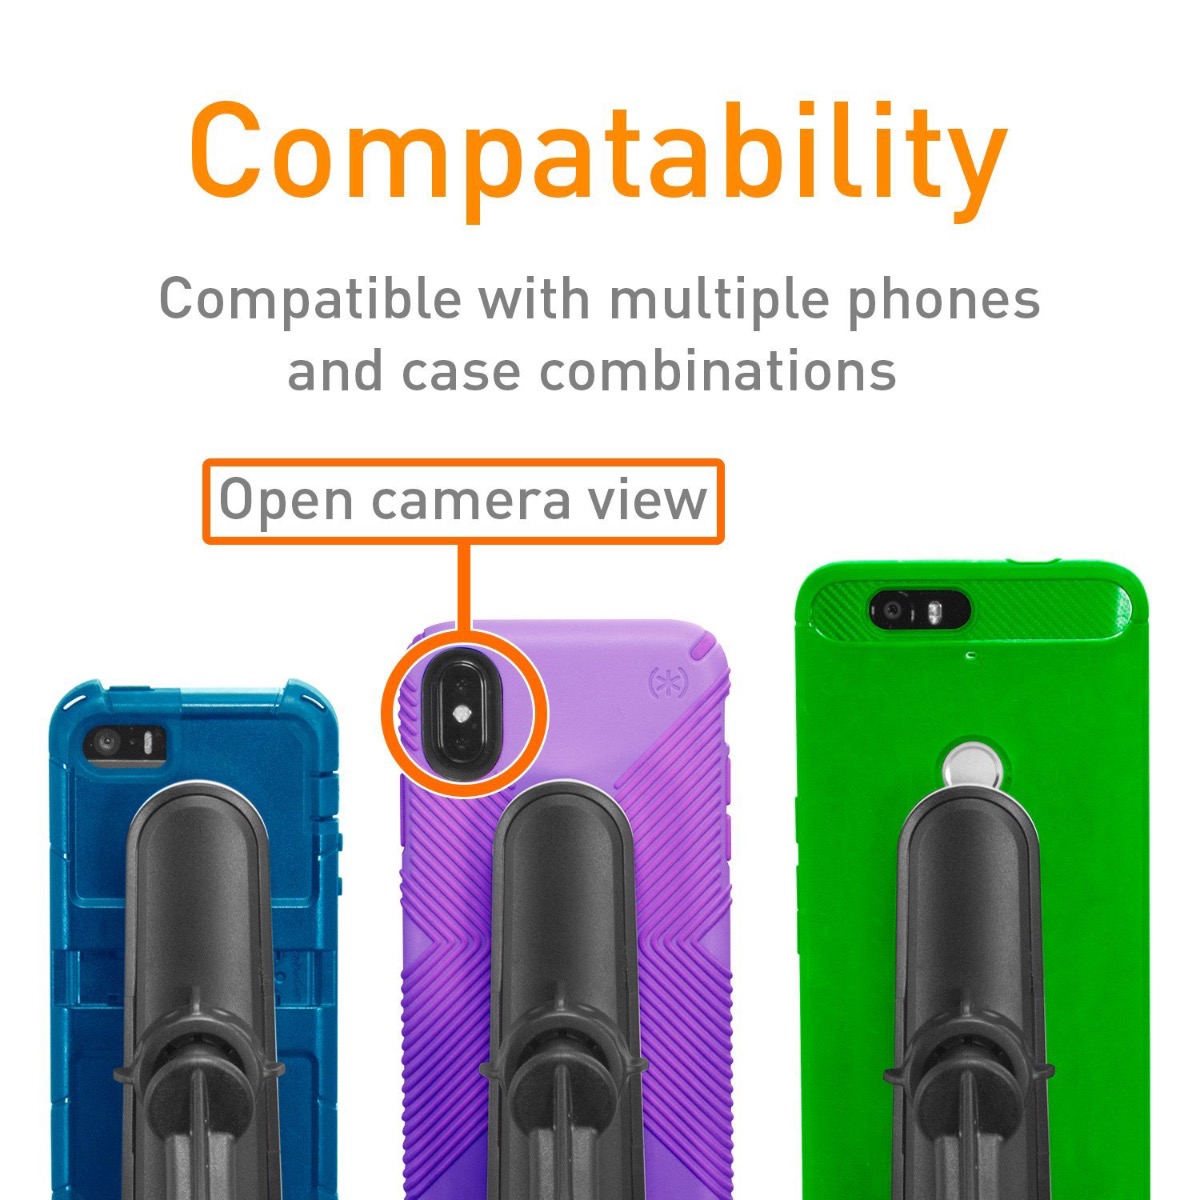 Compatability
Compatible with multiple phones
and case combinations
Open camera view